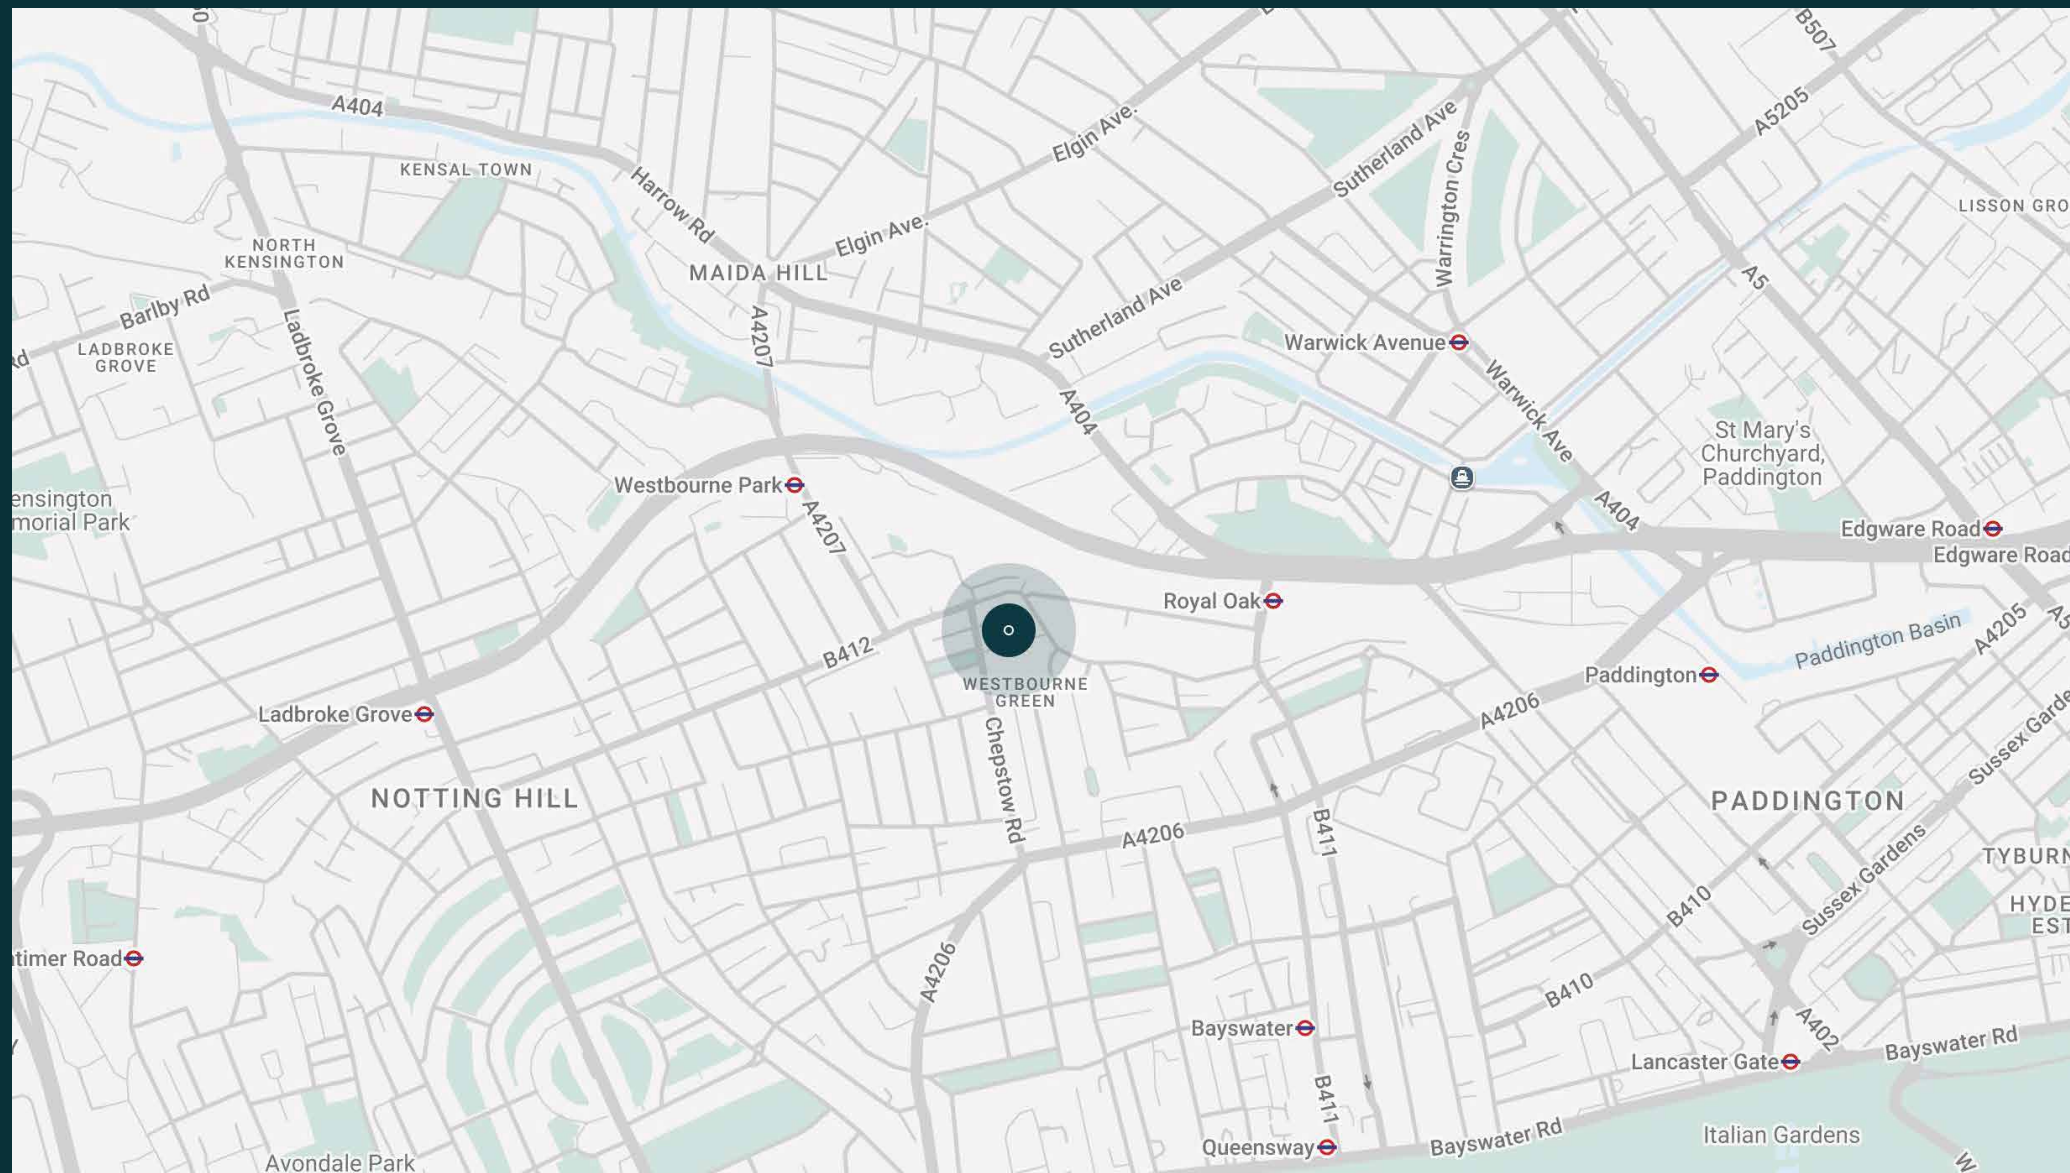 B507
A404
A5205
Elgin Ave.
Sutherland Ave
KENSAL TOWN
Harrow Rd
Warrington Cres
LISSON GRO
NORTH
KENSINGTON
Elgin Ave.
MAIDA HILL
A5
Barlby Rd
Sutherland Ave
A4207
LADBROKE
GROVE
Ladbroke Grove
Warwick Avenue
Warwick Ave
A404
St Mary's
Churchyard,
Paddington
Westbourne Park
ensington
morial Park
A404
A4207
Edgware Road
Edgware Road
Royal Oak
A4205
Paddington Basin
B412
Paddington
WESTBOURNE
GREEN
A4206
Ladbroke Grove
Sussex Garde
Chepstow Rd
NOTTING HILL
PADDINGTON
B411
A4206
TYBURN
Sussex Gardens
B410
HYDE
EST
timer Road
A4206
B410
Bayswater
A402
Bayswater Rd
Lancaster Gate
B411
Bayswater Rd
Italian Gardens
Queensway
Avondale Park